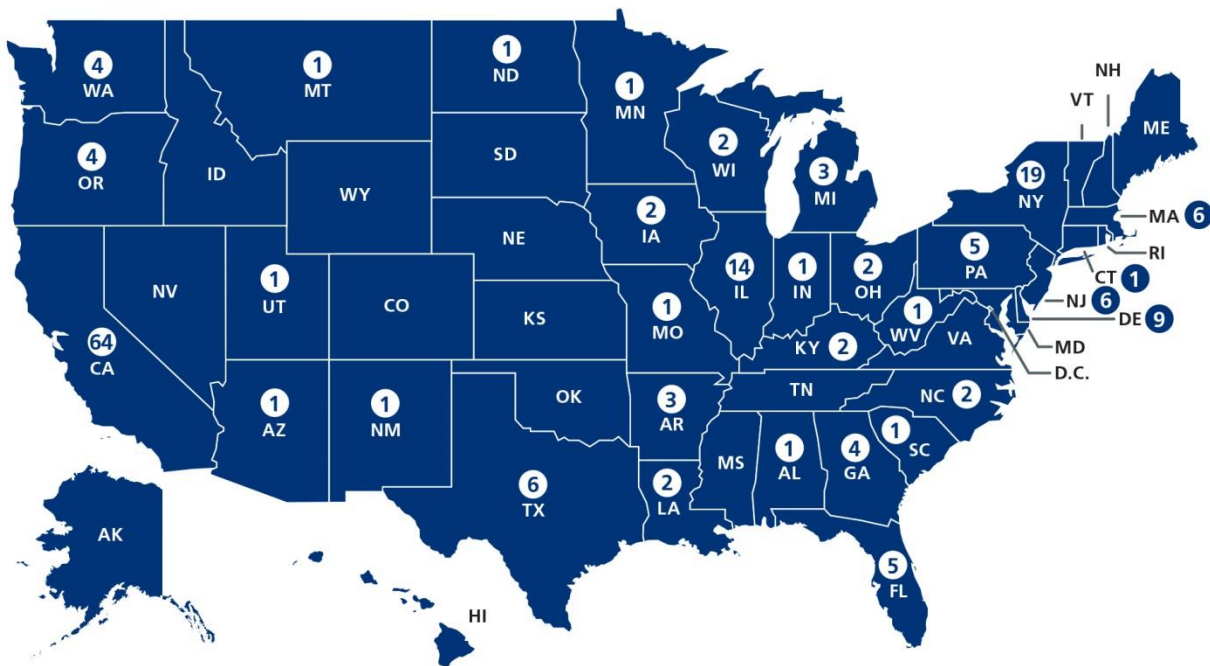 4
WA
1
MT
1
ND
1
MN
NH
VT
ME
4
OR
ID
WY
SD
2
WI
3
MI
19
NY
MA 6
RI
CT 1
NJ 6
DE 9
MD
D.C.
NV
1
UT
CO
NE
2
IA
KS
1
MO
14
IL
1
IN
2
OH
5
PA
1
WV
VA
KY 2
64
CA
1
AZ
1
NM
OK
3
AR
TN
NC 2
1
SC
MS
1
AL
4
GA
6
TX
2
LA
5
FL
AK
HI